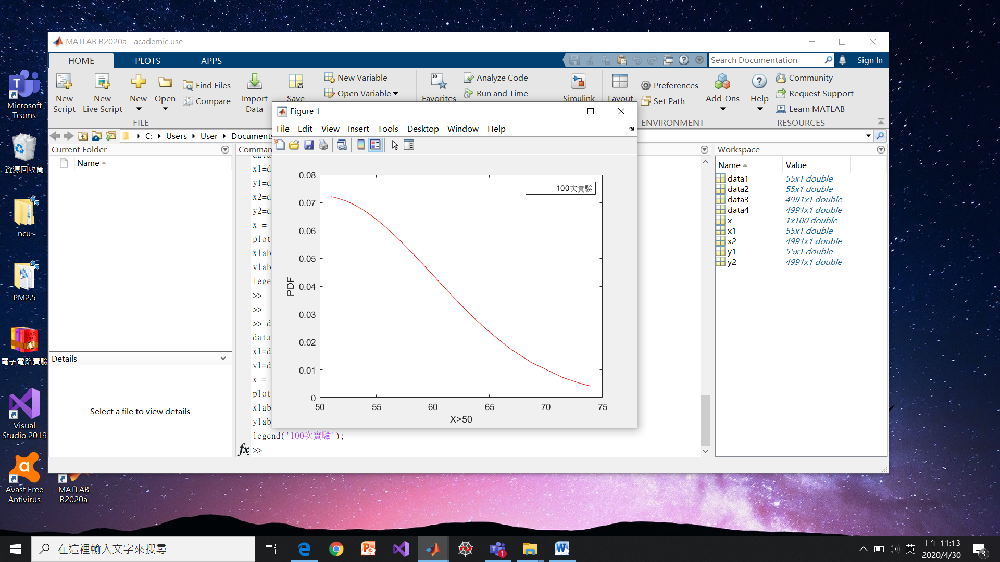 MATLAB R2020a - academic use
HOME
PLOTS
APPS
Search Documentation
Sign In
New Script
New Live Script
New
Open
Find Files
Compare
Import Data
Save
New Variable
Open Variable
Favorites
Analyze Code
Run and Time
Simulink
Layout
Preferences
Set Path
Add-Ons
Help
Community
Request Support
Learn MATLAB
FILE
ENVIRONMENT
RESOURCES
C: Users User Documents
Current Folder
Name
Details
Select a file to view details
x1=d
y1=d
x2=d
y2=d
x =
plot
xlab
ylab
lege
>>
>>
>> d
data
x1=d
y1=d
x =
plot
xlab
ylab
legend('100次實驗');
fx >>
Figure 1
File Edit View Insert Tools Desktop Window Help
100次實驗
0.08
0.07
0.06
0.05
0.04
0.03
0.02
0.01
0
PDF
50 55 60 65 70 75
X>50
Workspace
Name Value
data1 55x1 double
data2 55x1 double
data3 4991x1 double
data4 4991x1 double
x 1x100 double
x1 55x1 double
x2 4991x1 double
y1 55x1 double
y2 4991x1 double
Microsoft Teams
資源回收筒
ncu~
PM2.5
電子電路實驗
Visual Studio 2019
Avast Free Antivirus
MATLAB R2020a
在這裡輸入文字來搜尋
1
英
上午 11:13
2020/4/30
3